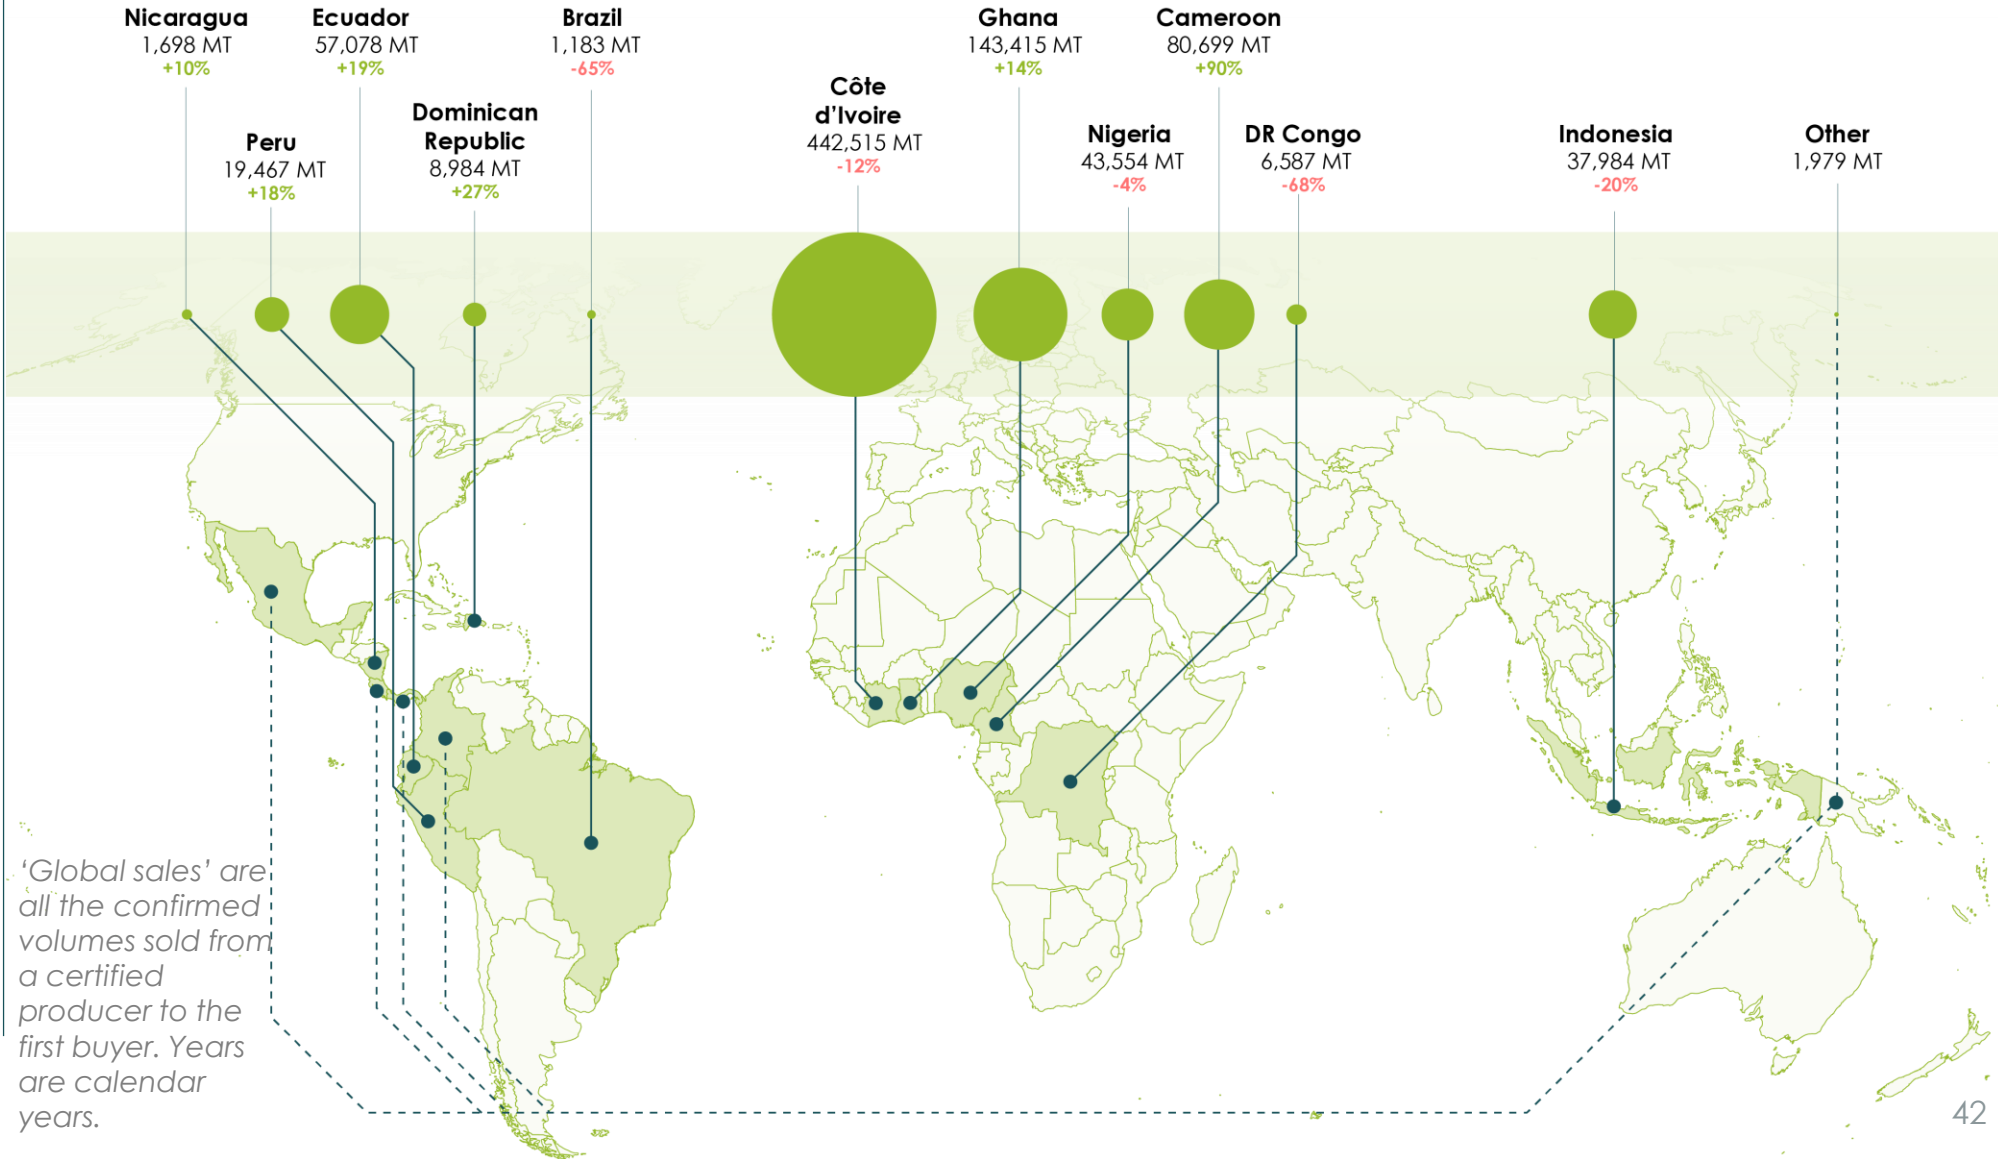 Nicaragua
1,698 MT
+10%
Ecuador
57,078 MT
+19%
Brazil
1,183 MT
-65%
Ghana
143,415 MT
+14%
Cameroon
80,699 MT
+90%
Peru
19,467 MT
+18%
Dominican
Republic
8,984 MT
+27%
Côte
d’Ivoire
442,515 MT
-12%
Nigeria
43,554 MT
-4%
DR Congo
6,587 MT
-68%
Indonesia
37,984 MT
-20%
Other
1,979 MT
‘Global sales’ are
all the confirmed
volumes sold from
a certified
producer to the
first buyer. Years
are calendar
years.
42